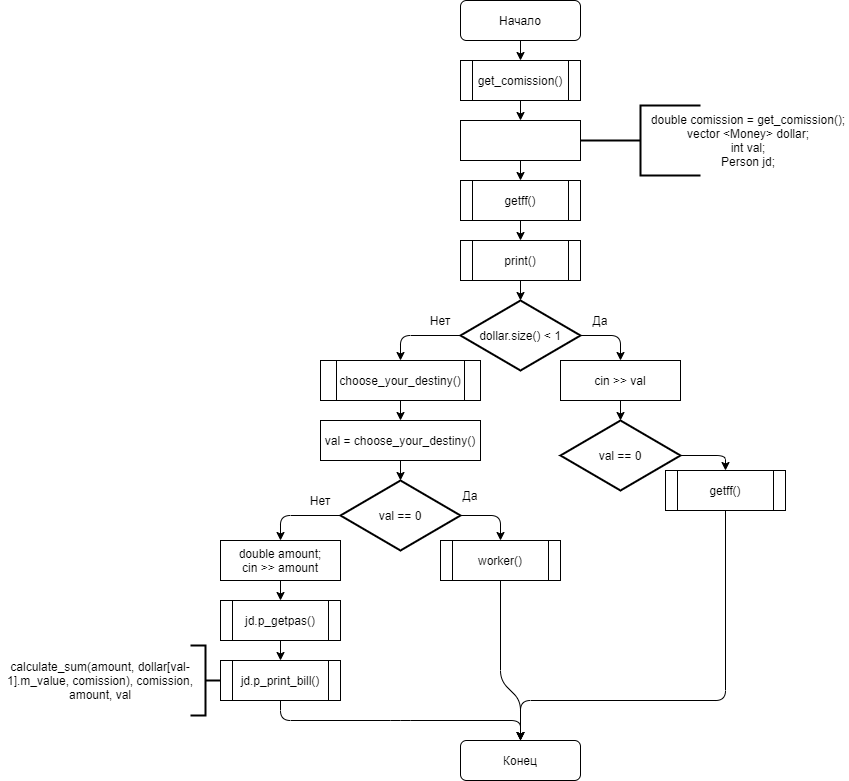 Начало
get_comission()
double comission = get_comission();
vector <Money> dollar;
int val;
Person jd;
getff()
print()
Нет
Да
dollar.size() < 1
choose_your_destiny()
cin >> val
val = choose_your_destiny()
val == 0
getff()
Нет
Да
val == 0
double amount;
cin >> amount
worker()
jd.p_getpas()
calculate_sum(amount, dollar[val-
1].m_value, comission), comission,
amount, val
jd.p_print_bill()
Конец